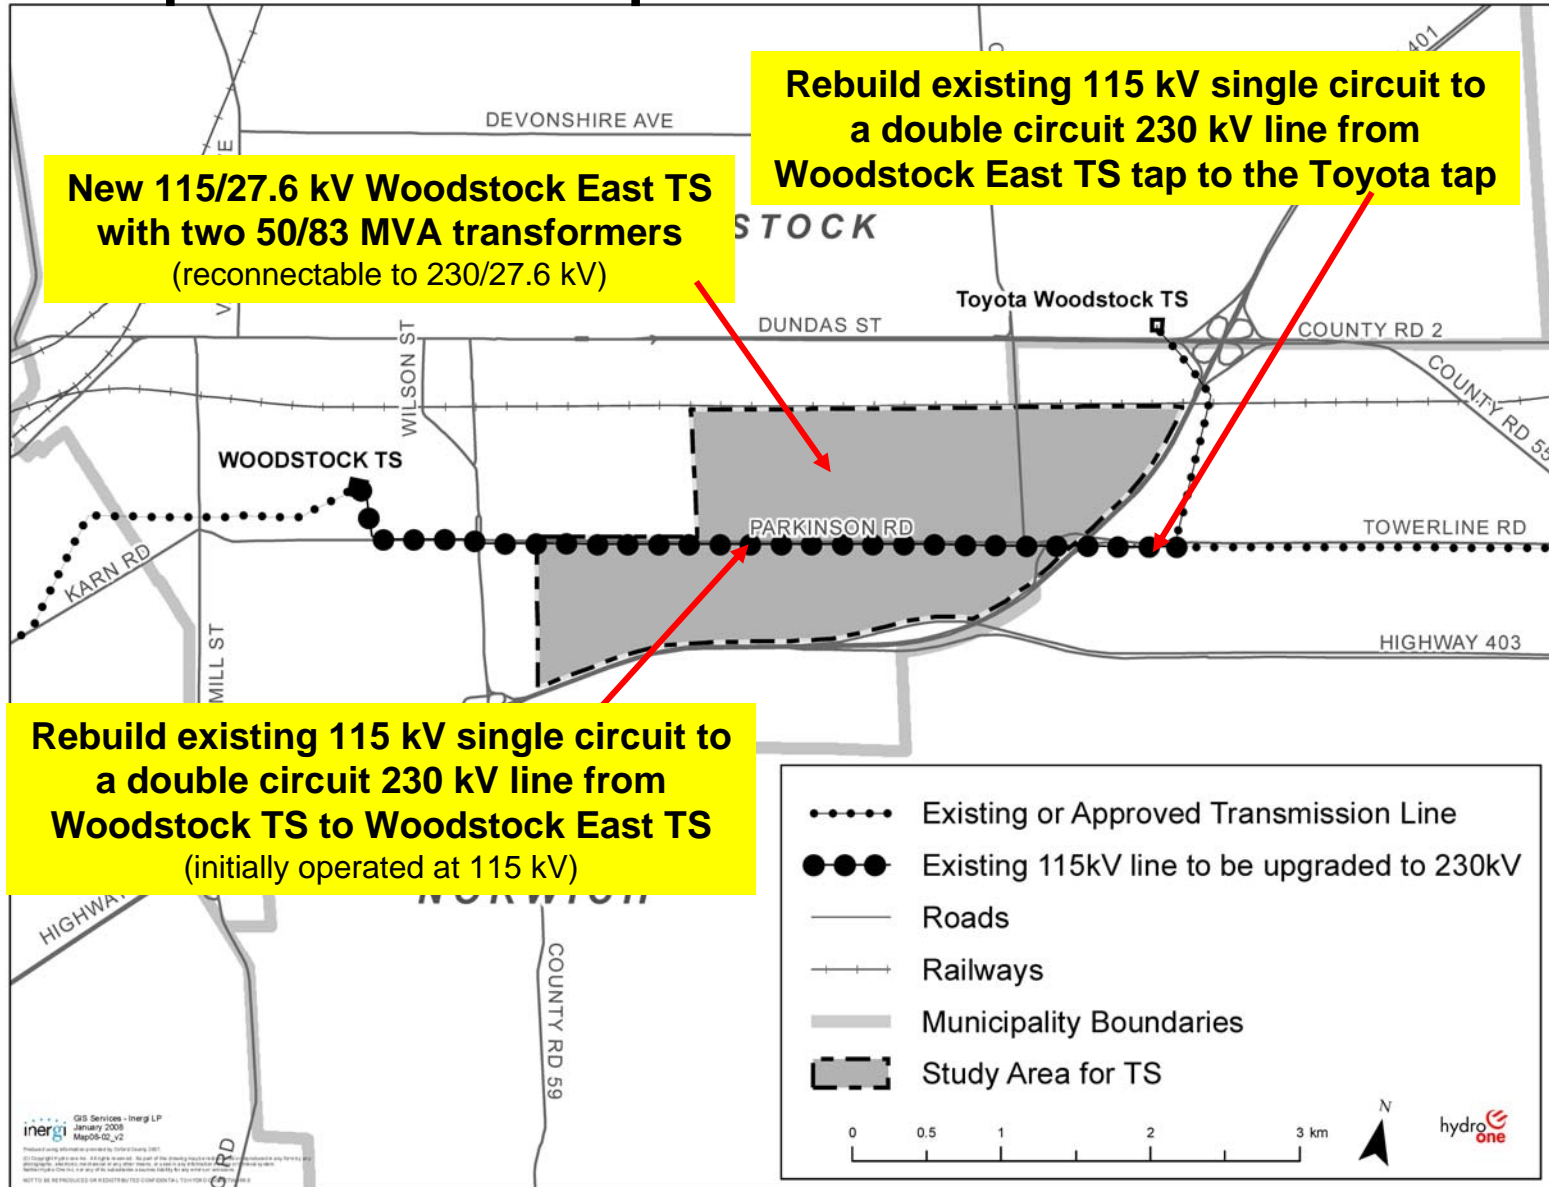 401
DEVONSHIRE AVE
Rebuild existing 115 kV single circuit to
a double circuit 230 kV line from
Woodstock East TS tap to the Toyota tap
New 115/27.6 kV Woodstock East TS
with two 50/83 MVA transformers
(reconnectable to 230/27.6 kV)
STOCK
Toyota Woodstock TS
DUNDAS ST
COUNTY RD 2
WILSON ST
COUNTY RD 55
WOODSTOCK TS
PARKINSON RD
TOWERLINE RD
KARN RD
MILL ST
HIGHWAY 403
Rebuild existing 115 kV single circuit to
a double circuit 230 kV line from
Woodstock TS to Woodstock East TS
(initially operated at 115 kV)
NORWICH
HIGHWAY
COUNTY RD 59
Existing or Approved Transmission Line
Existing 115kV line to be upgraded to 230kV
Roads
Railways
Municipality Boundaries
Study Area for TS
N
0 0.5 1 2 3 km
hydro
one
inergi
GIS Services - Inergi LP
January 2008
Map08-02_v2
RD